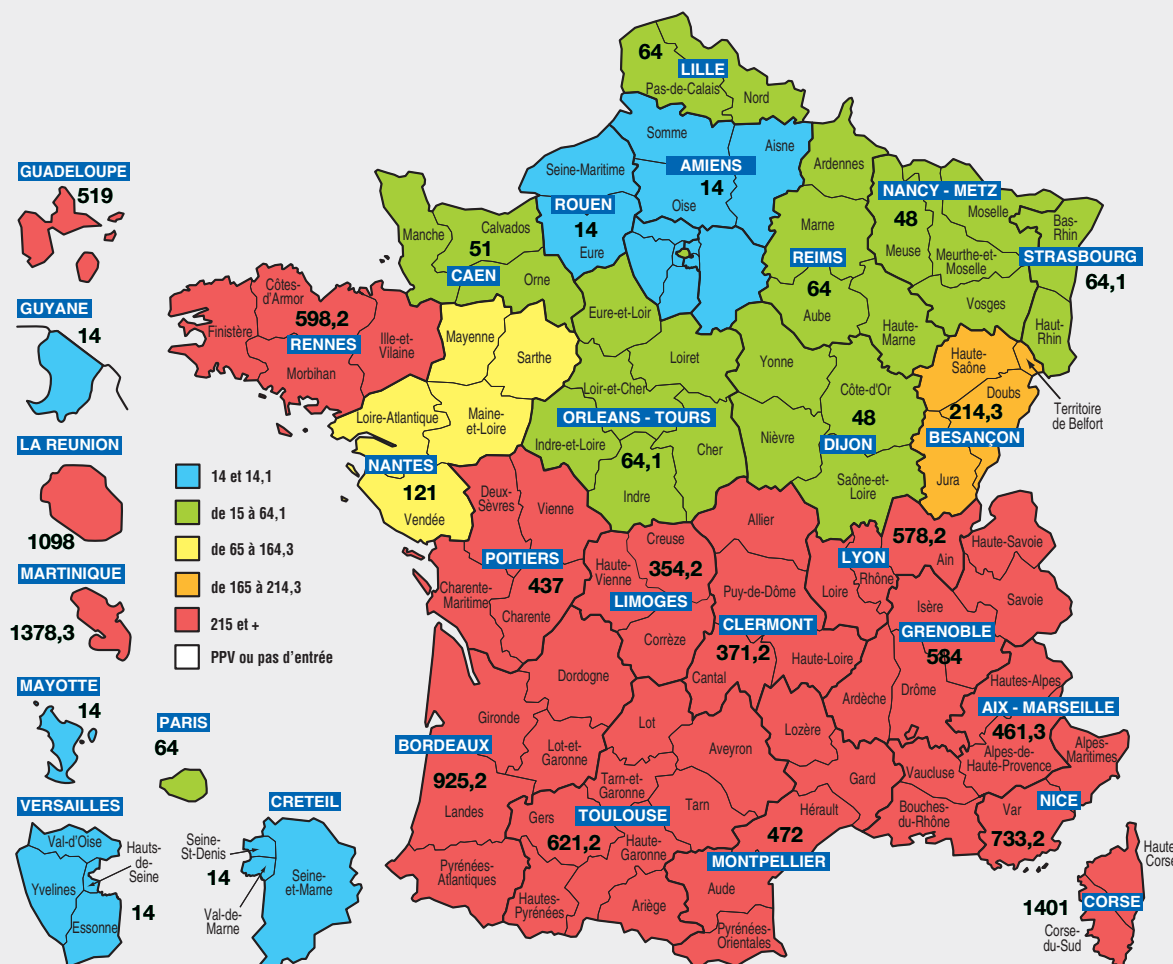 64
LILLE
Pas-de-Calais
Nord
Somme
Aisne
AMIENS
14
Oise
Seine-Maritime
ROUEN
14
Eure
Ardennes
Marne
REIMS
64
Aube
Haute-
Marne
NANCY - METZ
48
Moselle
Meuse
Meurthe-et-
Moselle
Vosges
Bas-
Rhin
STRASBOURG
64,1
Haut-
Rhin
GUADELOUPE
519
GUYANE
14
LA REUNION
1098
MARTINIQUE
1378,3
MAYOTTE
14
PARIS
64
Manche
Calvados
51
CAEN
Orne
Côtes-
d'Armor
598,2
Finistère
RENNES
Ille-et-
Vilaine
Morbihan
Mayenne
Sarthe
Loire-Atlantique
Maine-
et-Loire
NANTES
121
Vendée
Eure-et-Loir
Loiret
Loir-et-Cher
ORLEANS - TOURS
Indre-et-Loire
64,1
Cher
Indre
Yonne
Côte-d'Or
48
Nièvre
DIJON
Saône-et-
Loire
Haute-
Saône
Doubs
214,3
BESANÇON
Jura
Territoire
de Belfort
14 et 14,1
de 15 à 64,1
de 65 à 164,3
de 165 à 214,3
215 et +
PPV ou pas d'entrée
Deux-
Sèvres
Vienne
POITIERS
437
Charente-
Maritime
Charente
Creuse
354,2
Haute-
Vienne
LIMOGES
Corrèze
Allier
Puy-de-Dôme
CLERMONT
371,2
Cantal
Haute-Loire
LYON
578,2
Ain
Rhône
Loire
Haute-Savoie
Savoie
Isère
GRENOBLE
584
Ardèche
Drôme
Hautes-Alpes
AIX - MARSEILLE
461,3
Alpes-de-
Haute-Provence
Vaucluse
Bouches-
du-Rhône
Alpes-
Maritimes
NICE
Var
733,2
Dordogne
Gironde
BORDEAUX
925,2
Lot-et-
Garonne
Landes
Pyrénées-
Atlantiques
Lot
Aveyron
Tarn-et-
Garonne
Gers
TOULOUSE
621,2
Tarn
Haute-
Garonne
Hautes-
Pyrénées
Ariège
Lozère
Gard
Hérault
472
MONTPELLIER
Aude
Pyrénées-
Orientales
VERSAILLES
Val-d'Oise
Hauts-
de-
Seine
Yvelines
14
Essonne
CRETEIL
Seine-
St-Denis
14
Seine-
et-Marne
Val-de-
Marne
Haute
Corse
1401
CORSE
Corse-
du-Sud